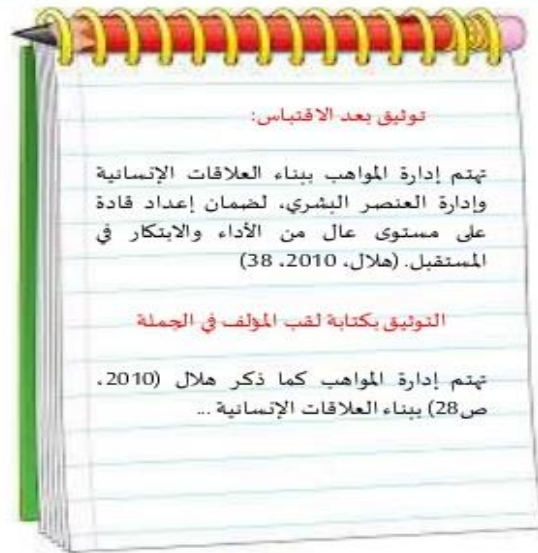 توثيق بعد الاقتباس:
تهتم إدارة المواهب ببناء العلاقات الإنسانية
وإدارة العنصر البشري، لضمان إعداد قادة
على مستوى عال من الأداء والابتكار في
المستقبل. (هلال، 2010، 38)
التوثيق بكتابة لقب المؤلف في الجملة
تهتم إدارة المواهب كما ذكر هلال (2010،
ص28) ببناء العلاقات الإنسانية ...